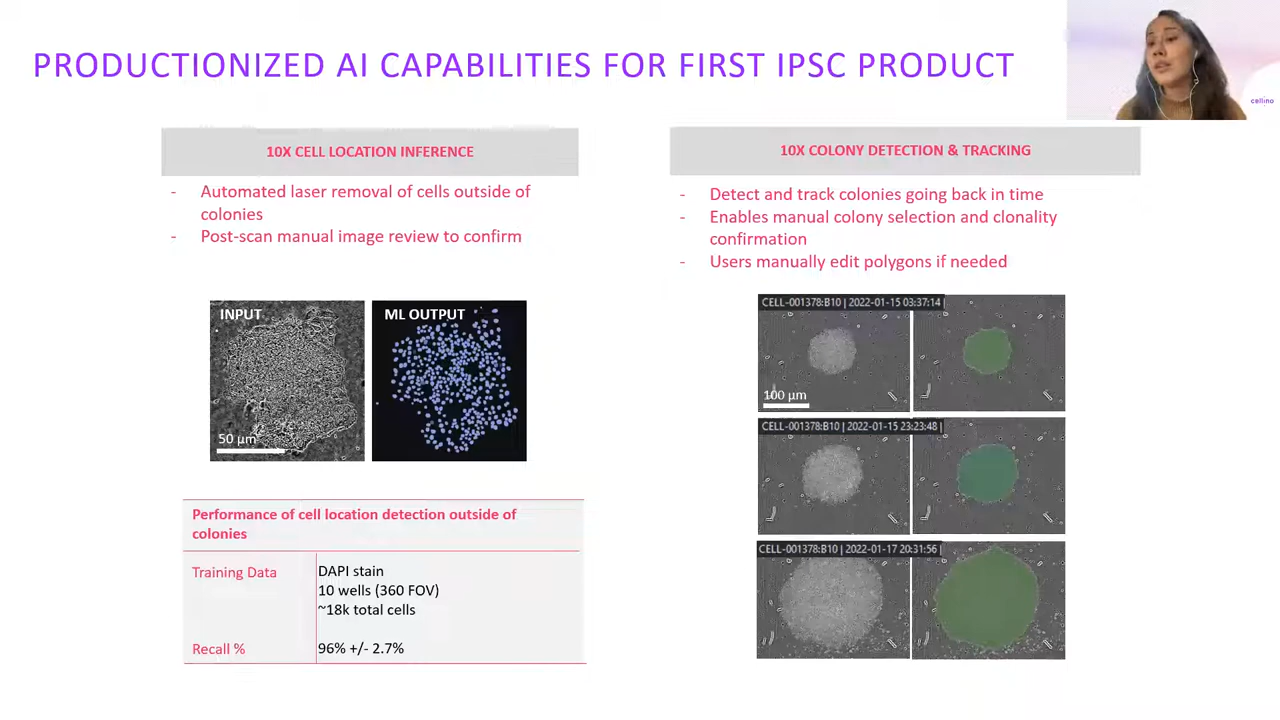 PRODUCTIONIZED AI CAPABILITIES FOR FIRST IPSC PRODUCT
cellino
10X CELL LOCATION INFERENCE
- Automated laser removal of cells outside of
colonies
- Post-scan manual image review to confirm
INPUT
ML OUTPUT
50 µm
Performance of cell location detection outside of
colonies
Training Data
DAPI stain
10 wells (360 FOV)
~18k total cells
Recall %
96% +/- 2.7%
10X COLONY DETECTION & TRACKING
- Detect and track colonies going back in time
- Enables manual colony selection and clonality
confirmation
- Users manually edit polygons if needed
CELL-001378:B10 | 2022-01-15 03:37:14
100 µm
CELL-001378:B10 | 2022-01-15 23:23:48
CELL-001378:B10 | 2022-01-17 20:31:56